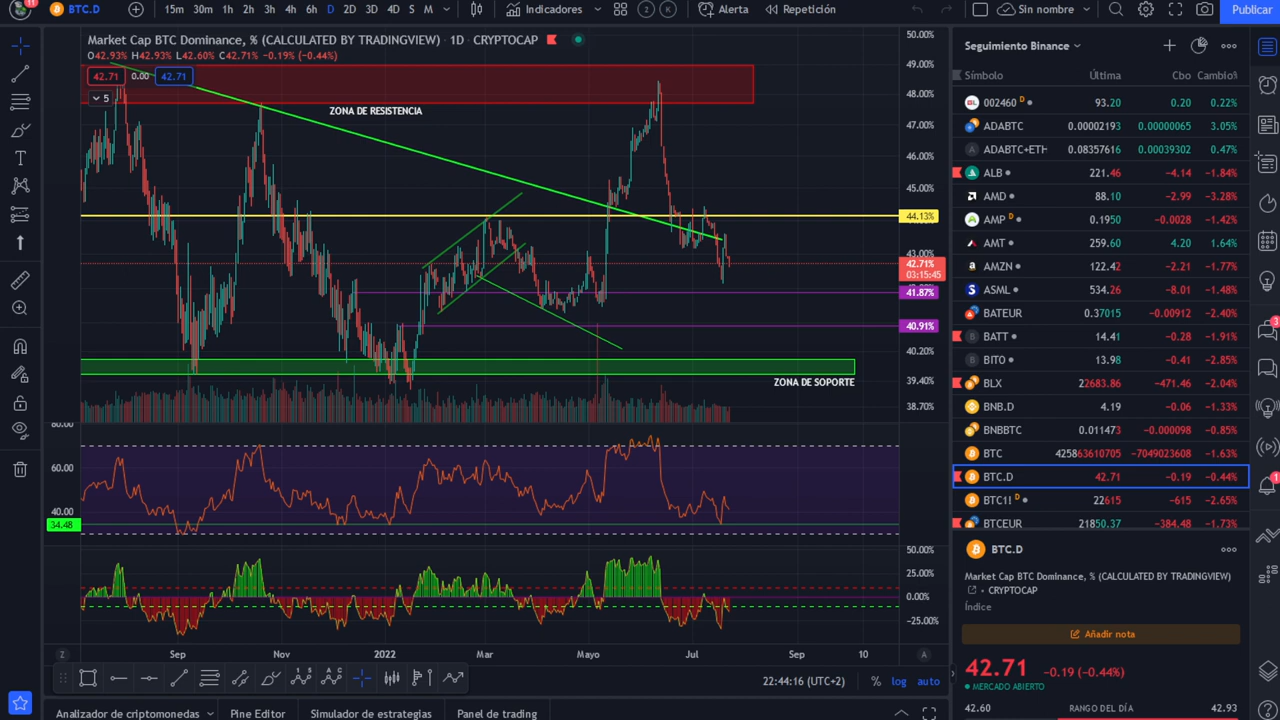 11
BTC.D
15m 30m 1h 2h 3h 4h 6h D 2D 3D 4D S M
Indicadores
2 K
Alerta
Repetición
Sin nombre
Publicar
Market Cap BTC Dominance, % (CALCULATED BY TRADINGVIEW) · 1D · CRYPTOCAP
O42.93% H42.93% L42.60% C42.71% -0.19 (-0.44%)
42.71 0.00 42.71
5
ZONA DE RESISTENCIA
ZONA DE SOPORTE
50.00%
49.00%
48.00%
47.00%
46.00%
45.00%
44.13%
43.00%
42.71%
03:15:45
41.87%
40.91%
40.20%
39.40%
38.70%
80.00
60.00
40.00
34.48
50.00%
25.00%
0.00%
-25.00%
Z Sep Nov 2022 Mar Mayo Jul Sep 10 A
22:44:16 (UTC+2) % log auto
Analizador de criptomonedas Pine Editor Simulador de estrategias Panel de trading
Seguimiento Binance
Símbolo Última Cbo Cambio%
002460 D 93.20 0.20 0.22%
ADABTC 0.00002193 0.00000065 3.05%
ADABTC+ETH 0.08357616 0.00039302 0.47%
ALB 221.46 -4.14 -1.84%
AMD 88.10 -2.99 -3.28%
AMP D 0.1950 -0.0028 -1.42%
AMT 259.60 4.20 1.64%
AMZN 122.42 -2.21 -1.77%
ASML 534.26 -8.01 -1.48%
BATEUR 0.37015 -0.00912 -2.40%
BATT 14.41 -0.28 -1.91%
BITO 13.98 -0.41 -2.85%
BLX 22683.86 -471.46 -2.04%
BNB.D 4.19 -0.06 -1.33%
BNBBTC 0.011473 -0.000098 -0.85%
BTC 425863610705 -7049023608 -1.63%
BTC.D 42.71 -0.19 -0.44%
BTC1! D 22615 -615 -2.65%
BTCEUR 21850.37 -384.48 -1.73%
BTC.D
Market Cap BTC Dominance, % (CALCULATED BY TRADINGVIEW)
CRYPTOCAP
Índice
Añadir nota
42.71 -0.19 (-0.44%)
MERCADO ABIERTO
42.60 RANGO DEL DÍA 42.93
3
1